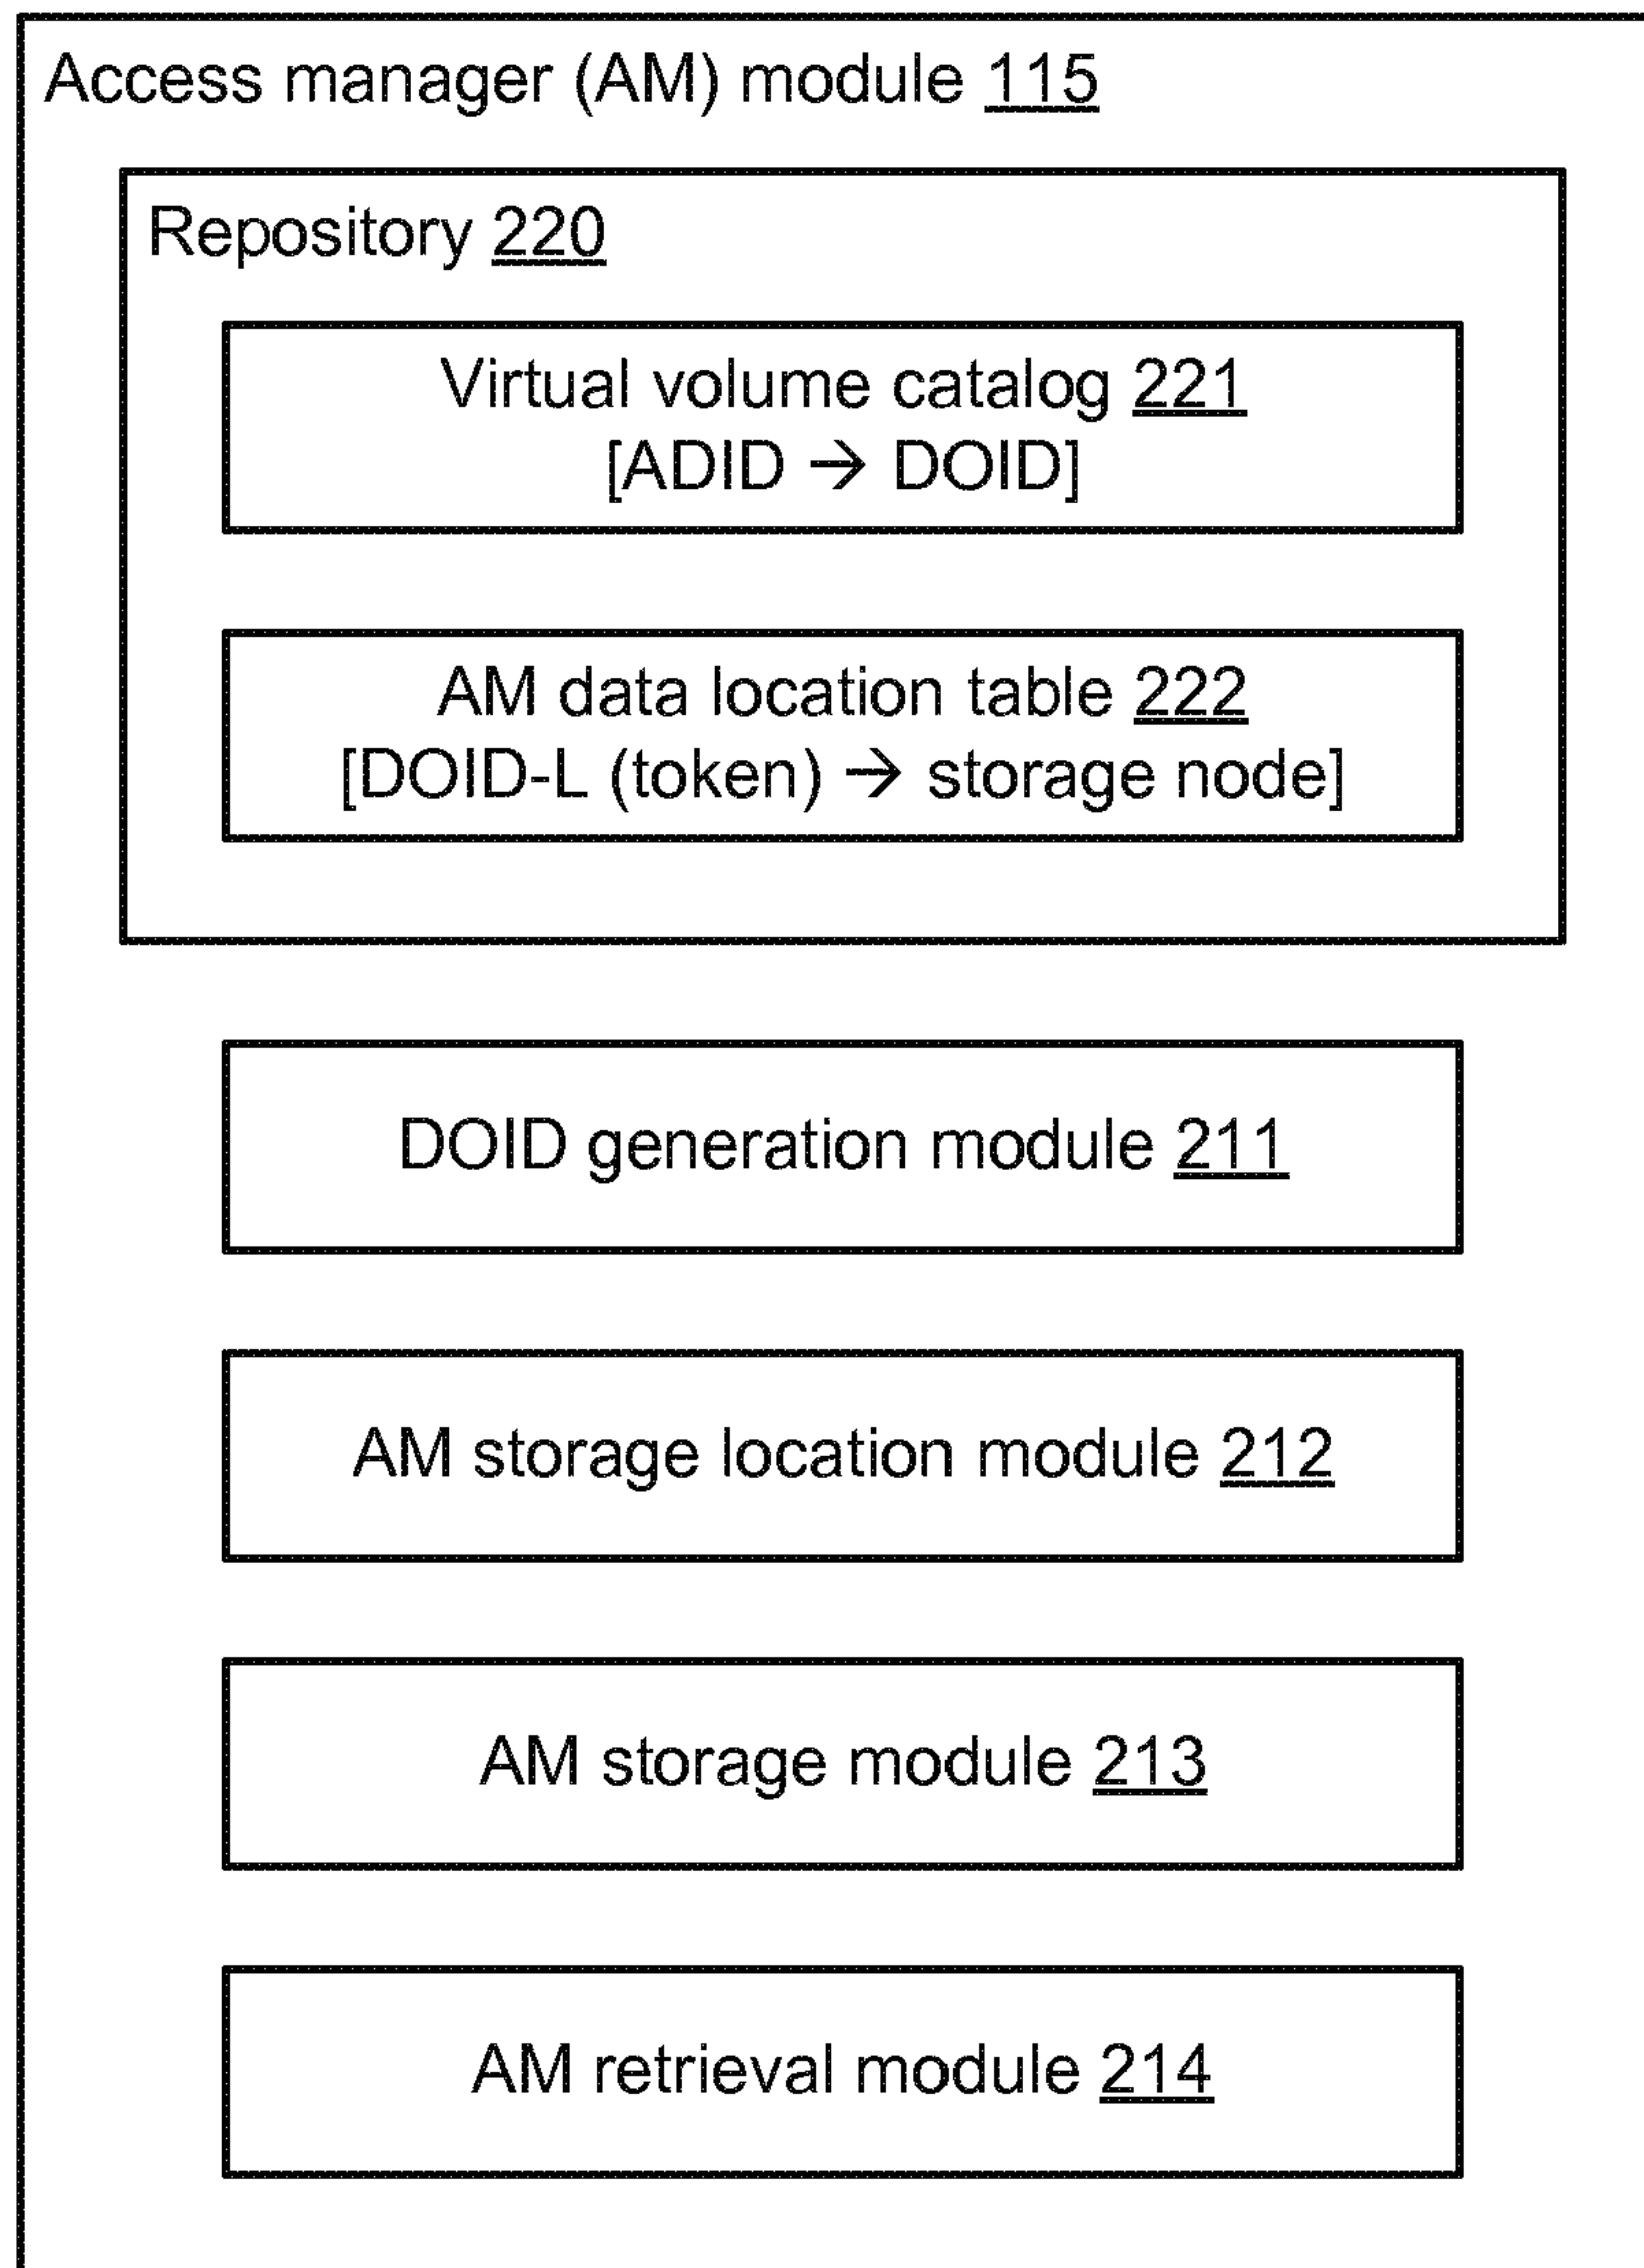 Access manager (AM) module 115
Repository 220
Virtual volume catalog 221
[ADID → DOID]
AM data location table 222
[DOID-L (token) → storage node]
DOID generation module 211
AM storage location module 212
AM storage module 213
AM retrieval module 214